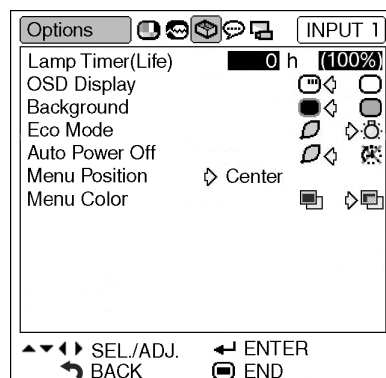 Options INPUT 1
Lamp Timer(Life) 0 h (100%)
OSD Display
Background
Eco Mode
Auto Power Off
Menu Position Center
Menu Color
SEL./ADJ. ENTER
BACK END